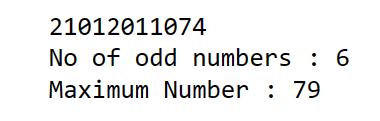 21012011074
No of odd numbers : 6
Maximum Number : 79